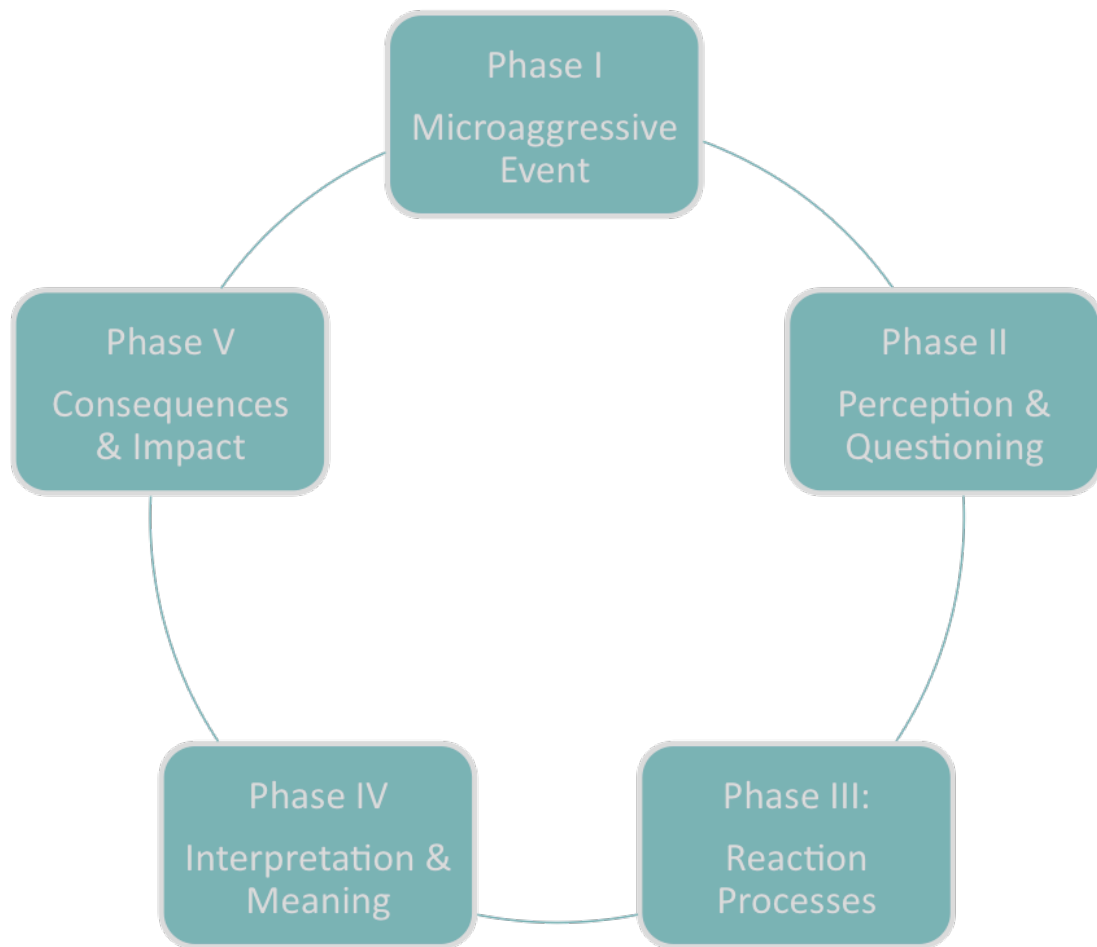 Phase I
Microaggressive
Event
Phase II
Perception &
Questioning
Phase III:
Reaction
Processes
Phase IV
Interpretation &
Meaning
Phase V
Consequences
& Impact